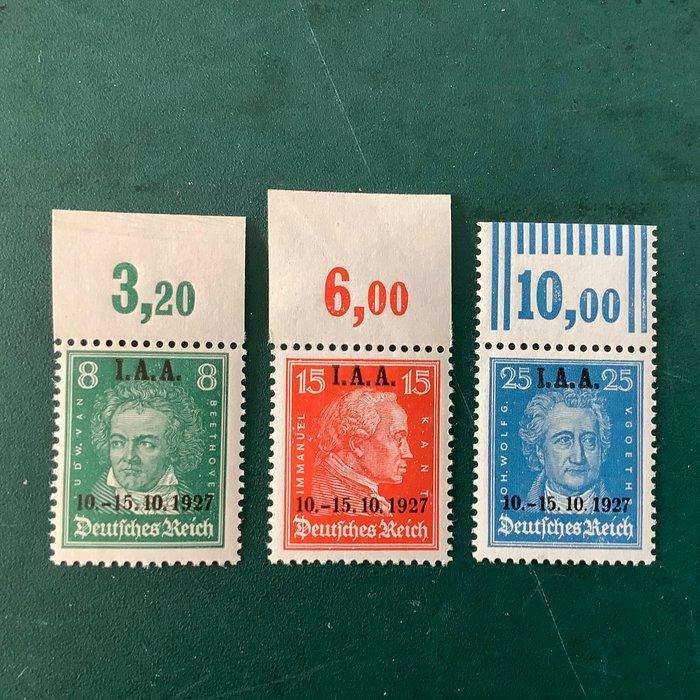 3,20
8 I.A.A. 8
LUDW. VAN
BEETHOVEN
10.–15.10.1927
Deutsches Reich
6,00
15 I.A.A. 15
IMMANUEL
KANT
10.–15.10.1927
Deutsches Reich
10,00
25 I.A.A. 25
JOH. WOLFG.
V. GOETHE
10.–15.10.1927
Deutsches Reich